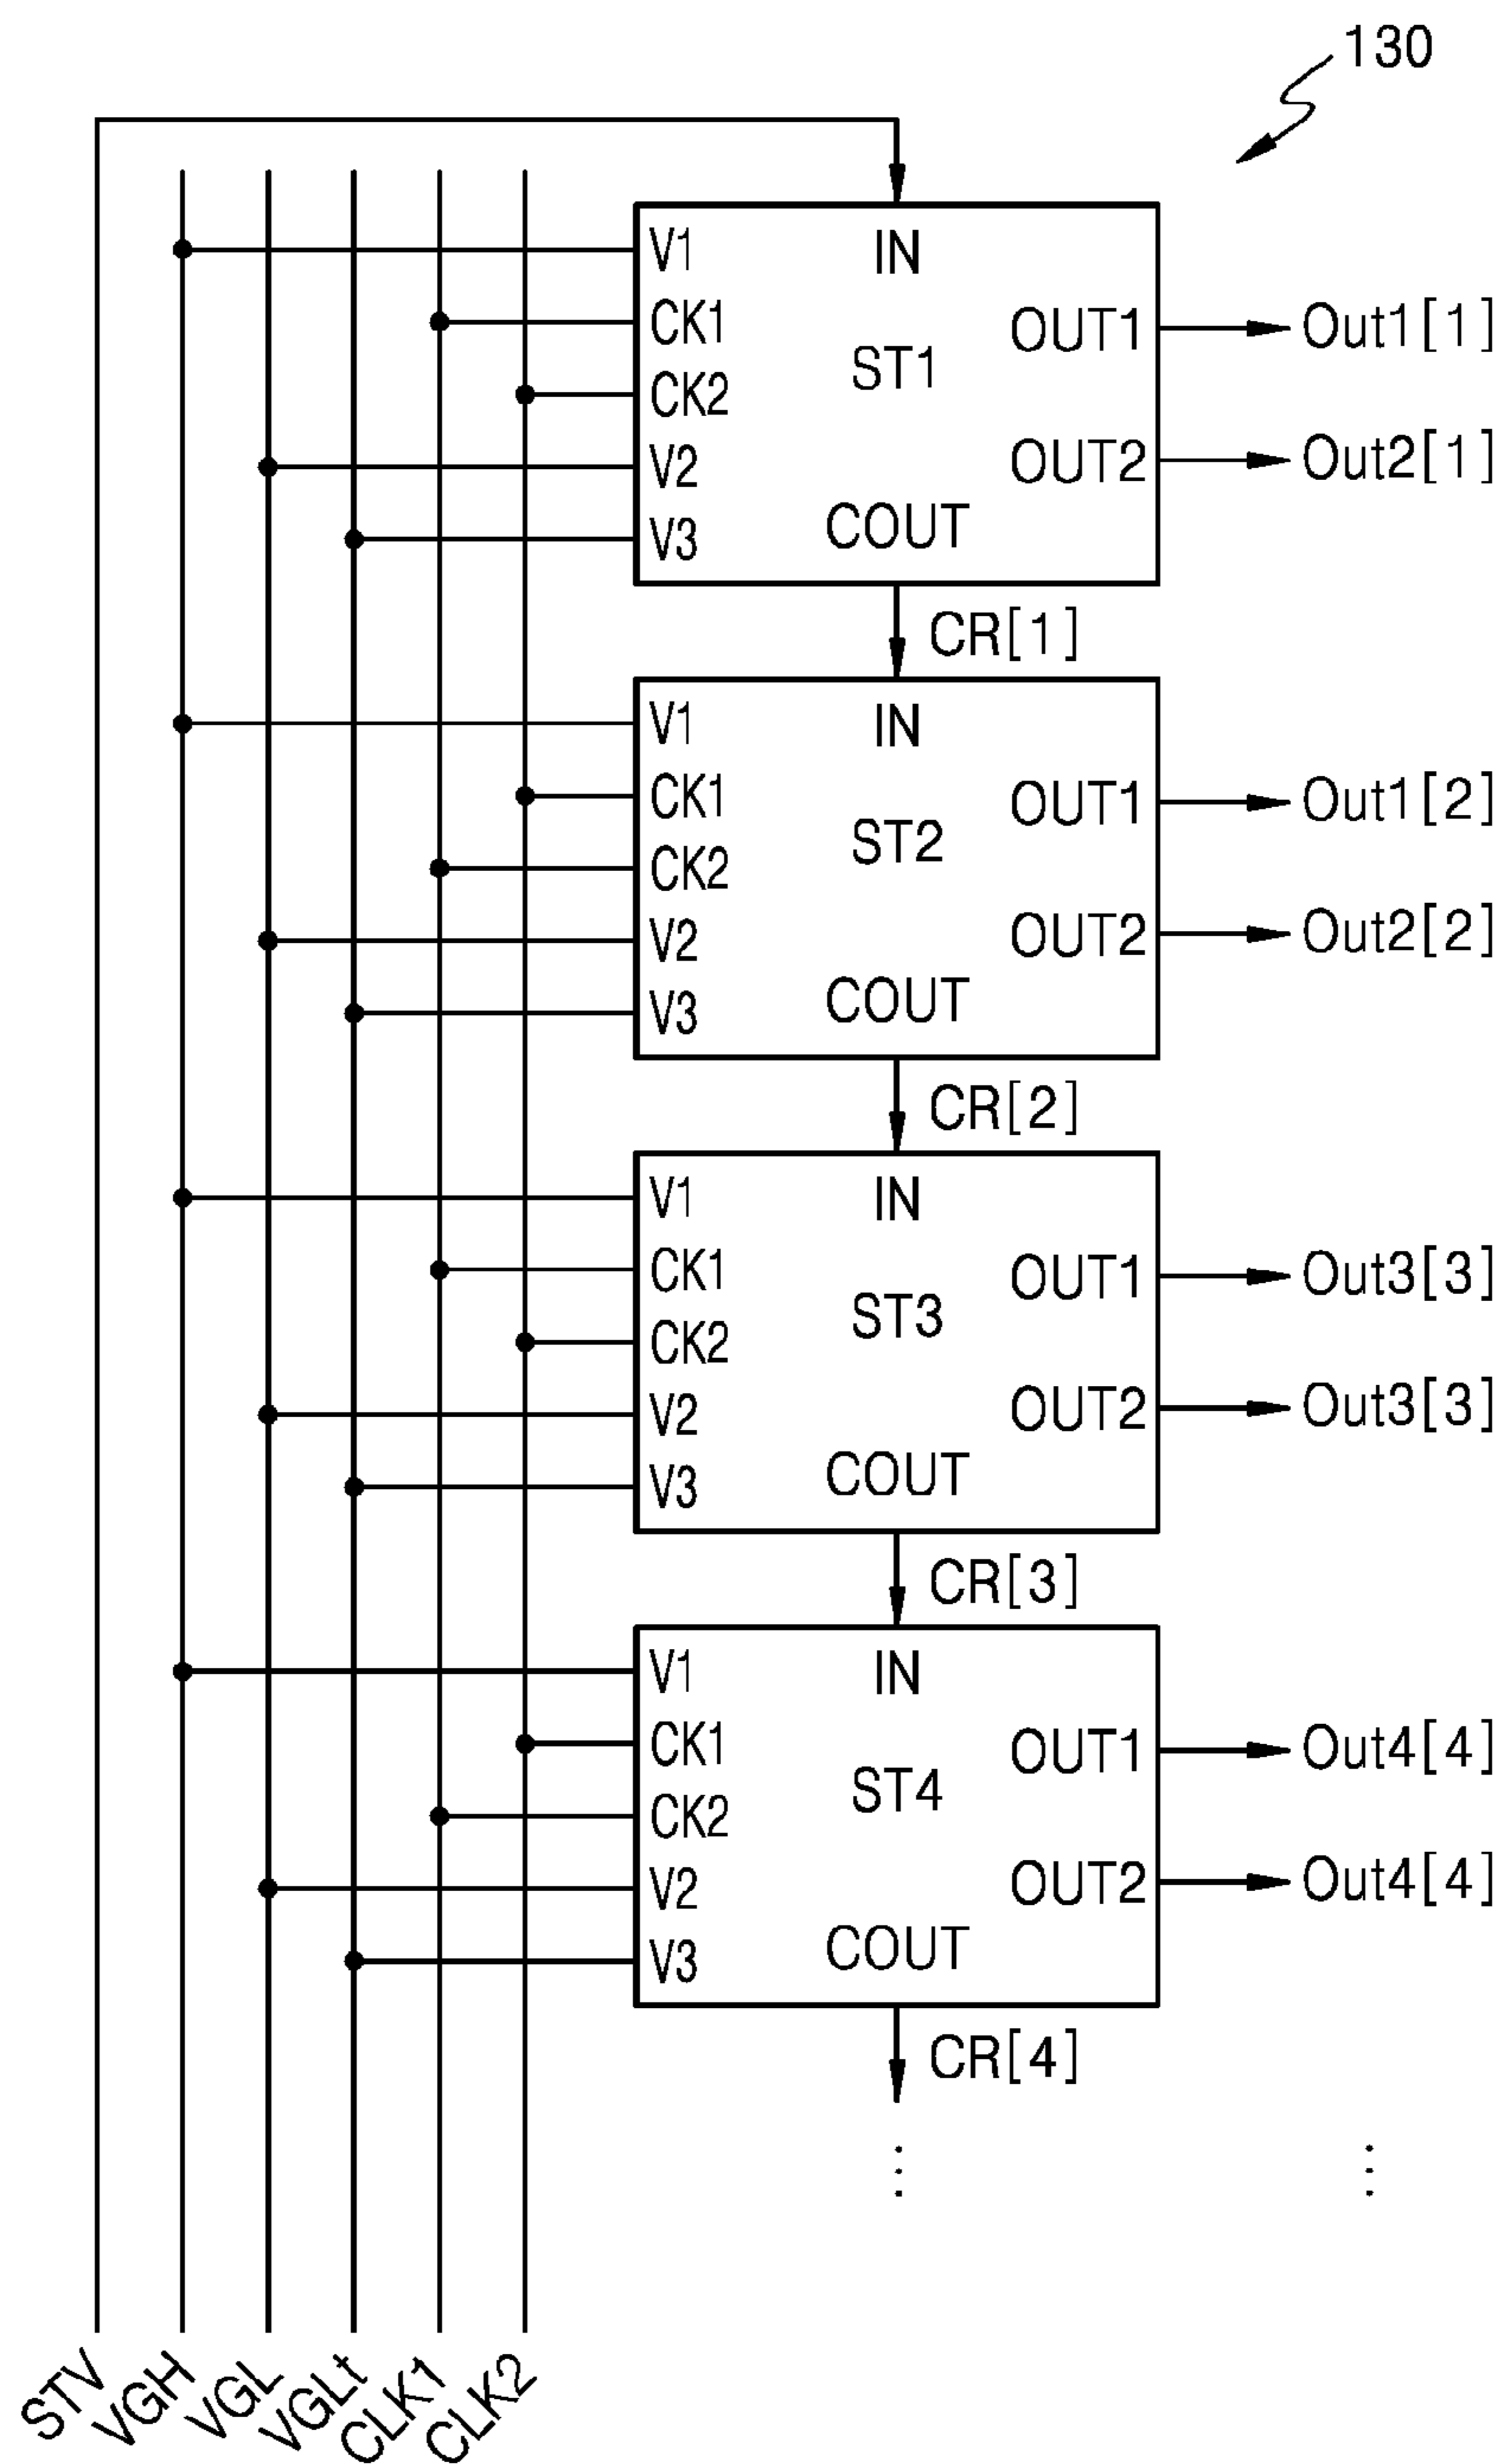 130
V1
IN
CK1
OUT1
Out1[1]
ST1
CK2
V2
OUT2
Out2[1]
COUT
V3
CR[1]
V1
IN
CK1
OUT1
Out1[2]
ST2
CK2
V2
OUT2
Out2[2]
COUT
V3
CR[2]
V1
IN
CK1
OUT1
Out3[3]
ST3
CK2
V2
OUT2
Out3[3]
COUT
V3
CR[3]
V1
IN
CK1
OUT1
Out4[4]
ST4
CK2
V2
OUT2
Out4[4]
COUT
V3
CR[4]
STV
VGH
VGL
VGLt
CLK1
CLK2